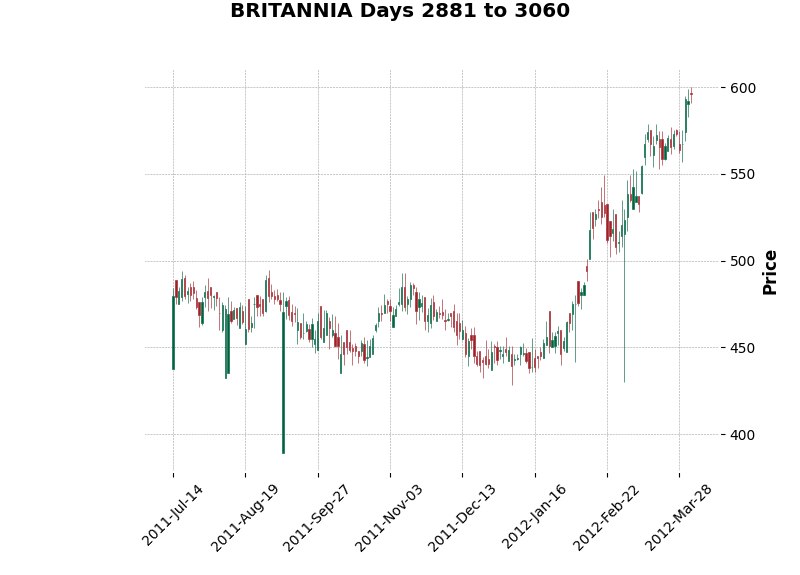 BRITANNIA Days 2881 to 3060
600
550
500
450
400
Price
2011-Jul-14
2011-Aug-19
2011-Sep-27
2011-Nov-03
2011-Dec-13
2012-Jan-16
2012-Feb-22
2012-Mar-28